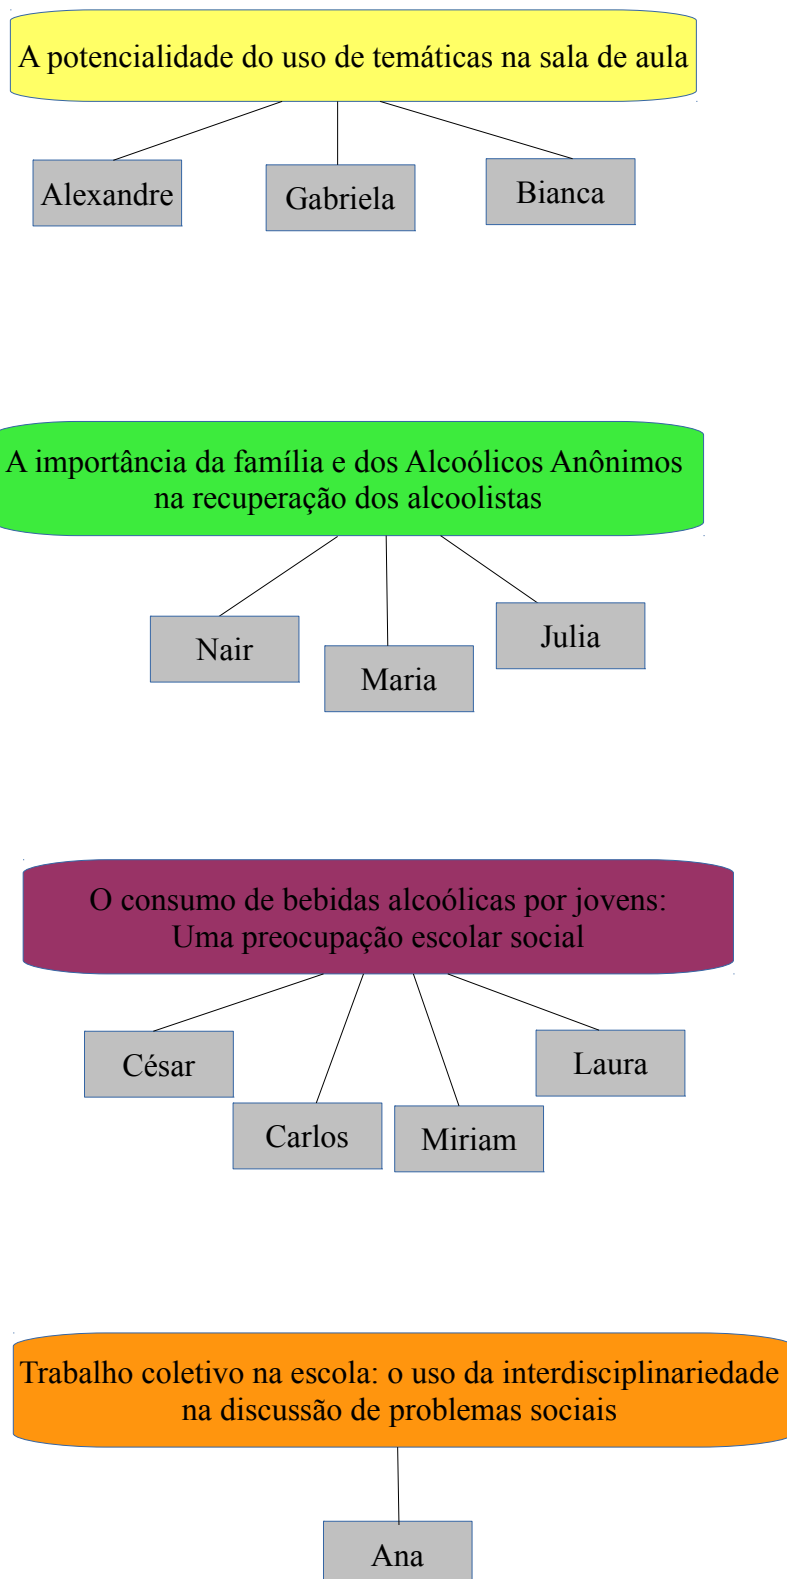 A potencialidade do uso de temáticas na sala de aula
Alexandre
Gabriela
Bianca
A importância da família e dos Alcoólicos Anônimos
na recuperação dos alcoolistas
Nair
Maria
Julia
O consumo de bebidas alcoólicas por jovens:
Uma preocupação escolar social
César
Carlos
Miriam
Laura
Trabalho coletivo na escola: o uso da interdisciplinariedade
na discussão de problemas sociais
Ana